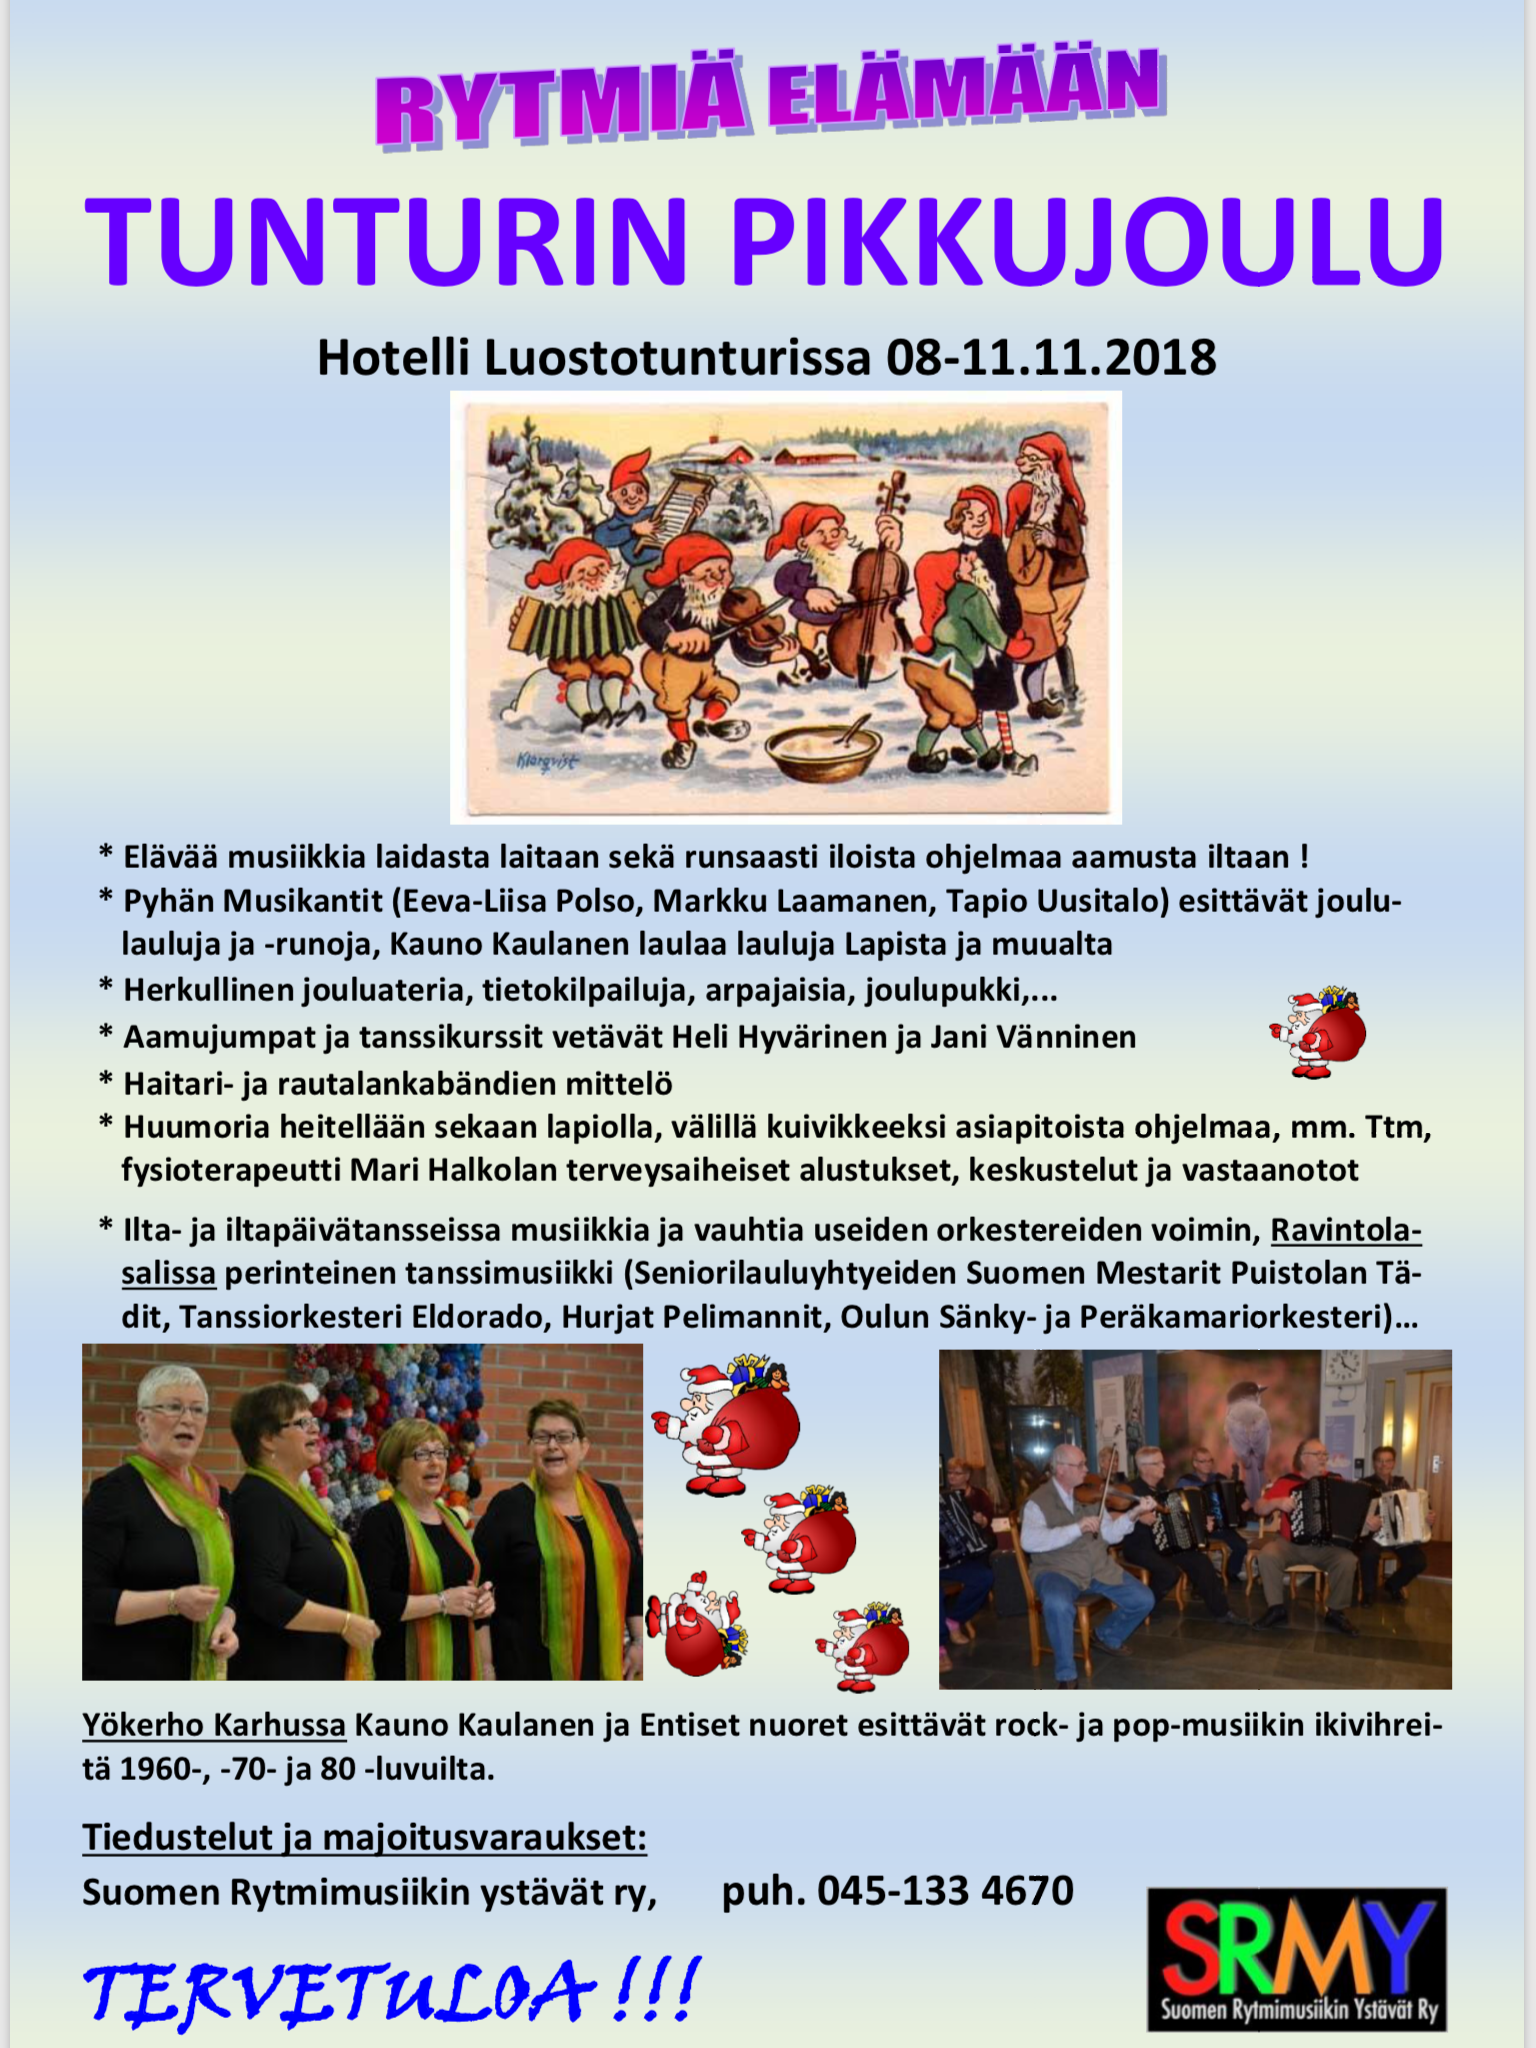 RYTMIÄ ELÄMÄÄN
TUNTURIN PIKKUJOULU
Hotelli Luostotunturissa 08-11.11.2018
Klarqvist
* Elävää musiikkia laidasta laitaan sekä runsaasti iloista ohjelmaa aamusta iltaan !
* Pyhän Musikantit (Eeva-Liisa Polso, Markku Laamanen, Tapio Uusitalo) esittävät joulu-
lauluja ja -runoja, Kauno Kaulanen laulaa lauluja Lapista ja muualta
* Herkullinen jouluateria, tietokilpailuja, arpajaisia, joulupukki,...
* Aamujumpat ja tanssikurssit vetävät Heli Hyvärinen ja Jani Vänninen
* Haitari- ja rautalankabändien mittelö
* Huumoria heitellään sekaan lapiolla, välillä kuivikkeeksi asiapitoista ohjelmaa, mm. Ttm,
fysioterapeutti Mari Halkolan terveysaiheiset alustukset, keskustelut ja vastaanotot
* Ilta- ja iltapäivätansseissa musiikkia ja vauhtia useiden orkestereiden voimin, Ravintola-
salissa perinteinen tanssimusiikki (Seniorilauluyhtyeiden Suomen Mestarit Puistolan Tä-
dit, Tanssiorkesteri Eldorado, Hurjat Pelimannit, Oulun Sänky- ja Peräkamariorkesteri)...
Yökerho Karhussa Kauno Kaulanen ja Entiset nuoret esittävät rock- ja pop-musiikin ikivihrei-
tä 1960-, -70- ja 80 -luvuilta.
Tiedustelut ja majoitusvaraukset:
Suomen Rytmimusiikin ystävät ry, puh. 045-133 4670
TERVETULOA !!!
SRMY
Suomen Rytmimusiikin Ystävät Ry